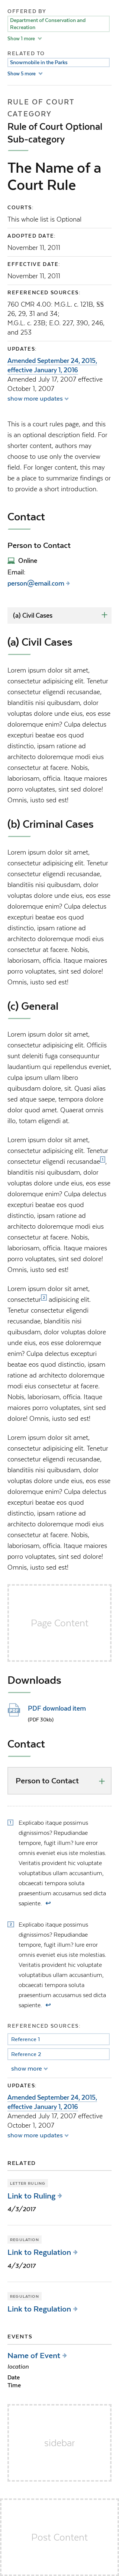 OFFERED BY
Department of Conservation and
Recreation
Show 1 more
RELATED TO
Snowmobile in the Parks
Show 5 more
RULE OF COURT
CATEGORY
Rule of Court Optional
Sub-category
The Name of a
Court Rule
COURTS:
This whole list is Optional
ADOPTED DATE:
November 11, 2011
EFFECTIVE DATE:
November 11, 2011
REFERENCED SOURCES:
760 CMR 4.00: M.G.L. c. 121B, §§
26, 29, 31 and 34;
M.G.L. c. 23B; E.O. 227, 390, 246,
and 253
UPDATES:
Amended September 24, 2015,
effective January 1, 2016
Amended July 17, 2007 effective
October 1, 2007
show more updates
This is a court rules page, and this
is an optional description field. For
shorter content, authors may
choose to use only the overview
field. For longer content, this may
be a place to summarize findings or
to provide a short introduction.
Contact
Person to Contact
Online
Email:
person@email.com
(a) Civil Cases
(a) Civil Cases
Lorem ipsum dolor sit amet,
consectetur adipisicing elit. Tenetur
consectetur eligendi recusandae,
blanditiis nisi quibusdam, dolor
voluptates dolore unde eius, eos esse
doloremque enim? Culpa delectus
excepturi beatae eos quod
distinctio, ipsam ratione ad
architecto doloremque modi eius
consectetur at facere. Nobis,
laboriosam, officia. Itaque maiores
porro voluptates, sint sed dolore!
Omnis, iusto sed est!
(b) Criminal Cases
Lorem ipsum dolor sit amet,
consectetur adipisicing elit. Tenetur
consectetur eligendi recusandae,
blanditiis nisi quibusdam, dolor
voluptates dolore unde eius, eos esse
doloremque enim? Culpa delectus
excepturi beatae eos quod
distinctio, ipsam ratione ad
architecto doloremque modi eius
consectetur at facere. Nobis,
laboriosam, officia. Itaque maiores
porro voluptates, sint sed dolore!
Omnis, iusto sed est!
(c) General
Lorem ipsum dolor sit amet,
consectetur adipisicing elit. Officiis
sunt deleniti fuga consequuntur
laudantium qui repellendus eveniet,
culpa ipsum ullam libero
quibusdam dolore, sit. Quasi alias
sed eaque saepe, tempora dolore
dolor quod amet. Quaerat omnis
illo, totam eligendi at.
Lorem ipsum dolor sit amet,
consectetur adipisicing elit. Tenetur
consectetur eligendi recusandae[1],
blanditiis nisi quibusdam, dolor
voluptates dolore unde eius, eos esse
doloremque enim? Culpa delectus
excepturi beatae eos quod
distinctio, ipsam ratione ad
architecto doloremque modi eius
consectetur at facere. Nobis,
laboriosam, officia. Itaque maiores
porro voluptates, sint sed dolore!
Omnis, iusto sed est!
Lorem ipsum dolor sit amet,
consectetur[2] adipisicing elit.
Tenetur consectetur eligendi
recusandae, blanditiis nisi
quibusdam, dolor voluptates dolore
unde eius, eos esse doloremque
enim? Culpa delectus excepturi
beatae eos quod distinctio, ipsam
ratione ad architecto doloremque
modi eius consectetur at facere.
Nobis, laboriosam, officia. Itaque
maiores porro voluptates, sint sed
dolore! Omnis, iusto sed est!
Lorem ipsum dolor sit amet,
consectetur adipisicing elit. Tenetur
consectetur eligendi recusandae,
blanditiis nisi quibusdam, dolor
voluptates dolore unde eius, eos esse
doloremque enim? Culpa delectus
excepturi beatae eos quod
distinctio, ipsam ratione ad
architecto doloremque modi eius
consectetur at facere. Nobis,
laboriosam, officia. Itaque maiores
porro voluptates, sint sed dolore!
Omnis, iusto sed est!
Page Content
Downloads
PDF download item
(PDF 30kb)
Contact
Person to Contact
1 Explicabo itaque possimus
dignissimos? Repudiandae
tempore, fugit illum? Iure error
omnis eveniet eius iste molestias.
Veritatis provident hic voluptate
voluptatibus ullam accusantium,
obcaecati tempora soluta
praesentium accusamus sed dicta
sapiente.
2 Explicabo itaque possimus
dignissimos? Repudiandae
tempore, fugit illum? Iure error
omnis eveniet eius iste molestias.
Veritatis provident hic voluptate
voluptatibus ullam accusantium,
obcaecati tempora soluta
praesentium accusamus sed dicta
sapiente.
REFERENCED SOURCES:
Reference 1
Reference 2
show more
UPDATES:
Amended September 24, 2015,
effective January 1, 2016
Amended July 17, 2007 effective
October 1, 2007
show more updates
RELATED
LETTER RULING
Link to Ruling
4/3/2017
REGULATION
Link to Regulation
4/3/2017
REGULATION
Link to Regulation
EVENTS
Name of Event
location
Date
Time
sidebar
Post Content